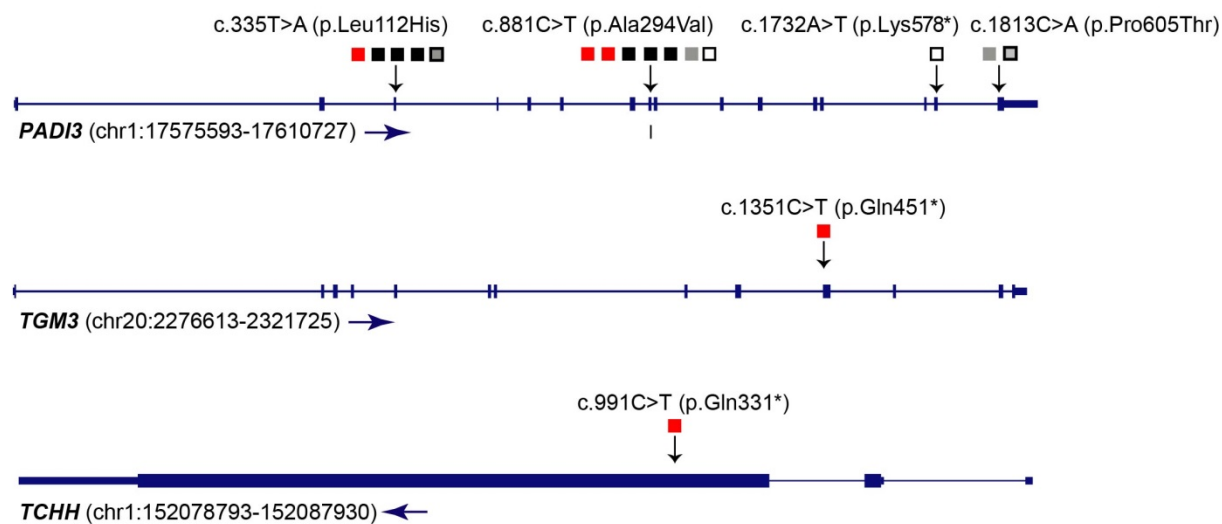 c.335T>A (p.Leu112His) c.881C>T (p.Ala294Val) c.1732A>T (p.Lys578*) c.1813C>A (p.Pro605Thr)
PADI3 (chr1:17575593-17610727)
c.1351C>T (p.Gln451*)
TGM3 (chr20:2276613-2321725)
c.991C>T (p.Gln331*)
TCHH (chr1:152078793-152087930)